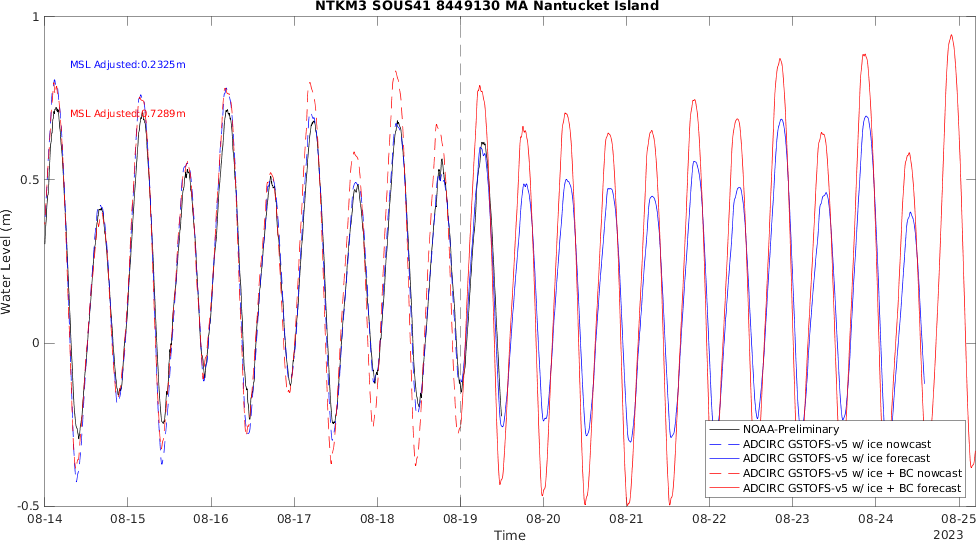 NTKM3 SOUS41 8449130 MA Nantucket Island
1
0.5
0
-0.5
Water Level (m)
MSL Adjusted:0.2325m
MSL Adjusted:0.7289m
NOAA-Preliminary
ADCIRC GSTOFS-v5 w/ ice nowcast
ADCIRC GSTOFS-v5 w/ ice forecast
ADCIRC GSTOFS-v5 w/ ice + BC nowcast
ADCIRC GSTOFS-v5 w/ ice + BC forecast
08-14 08-15 08-16 08-17 08-18 08-19 08-20 08-21 08-22 08-23 08-24 08-25
Time
2023